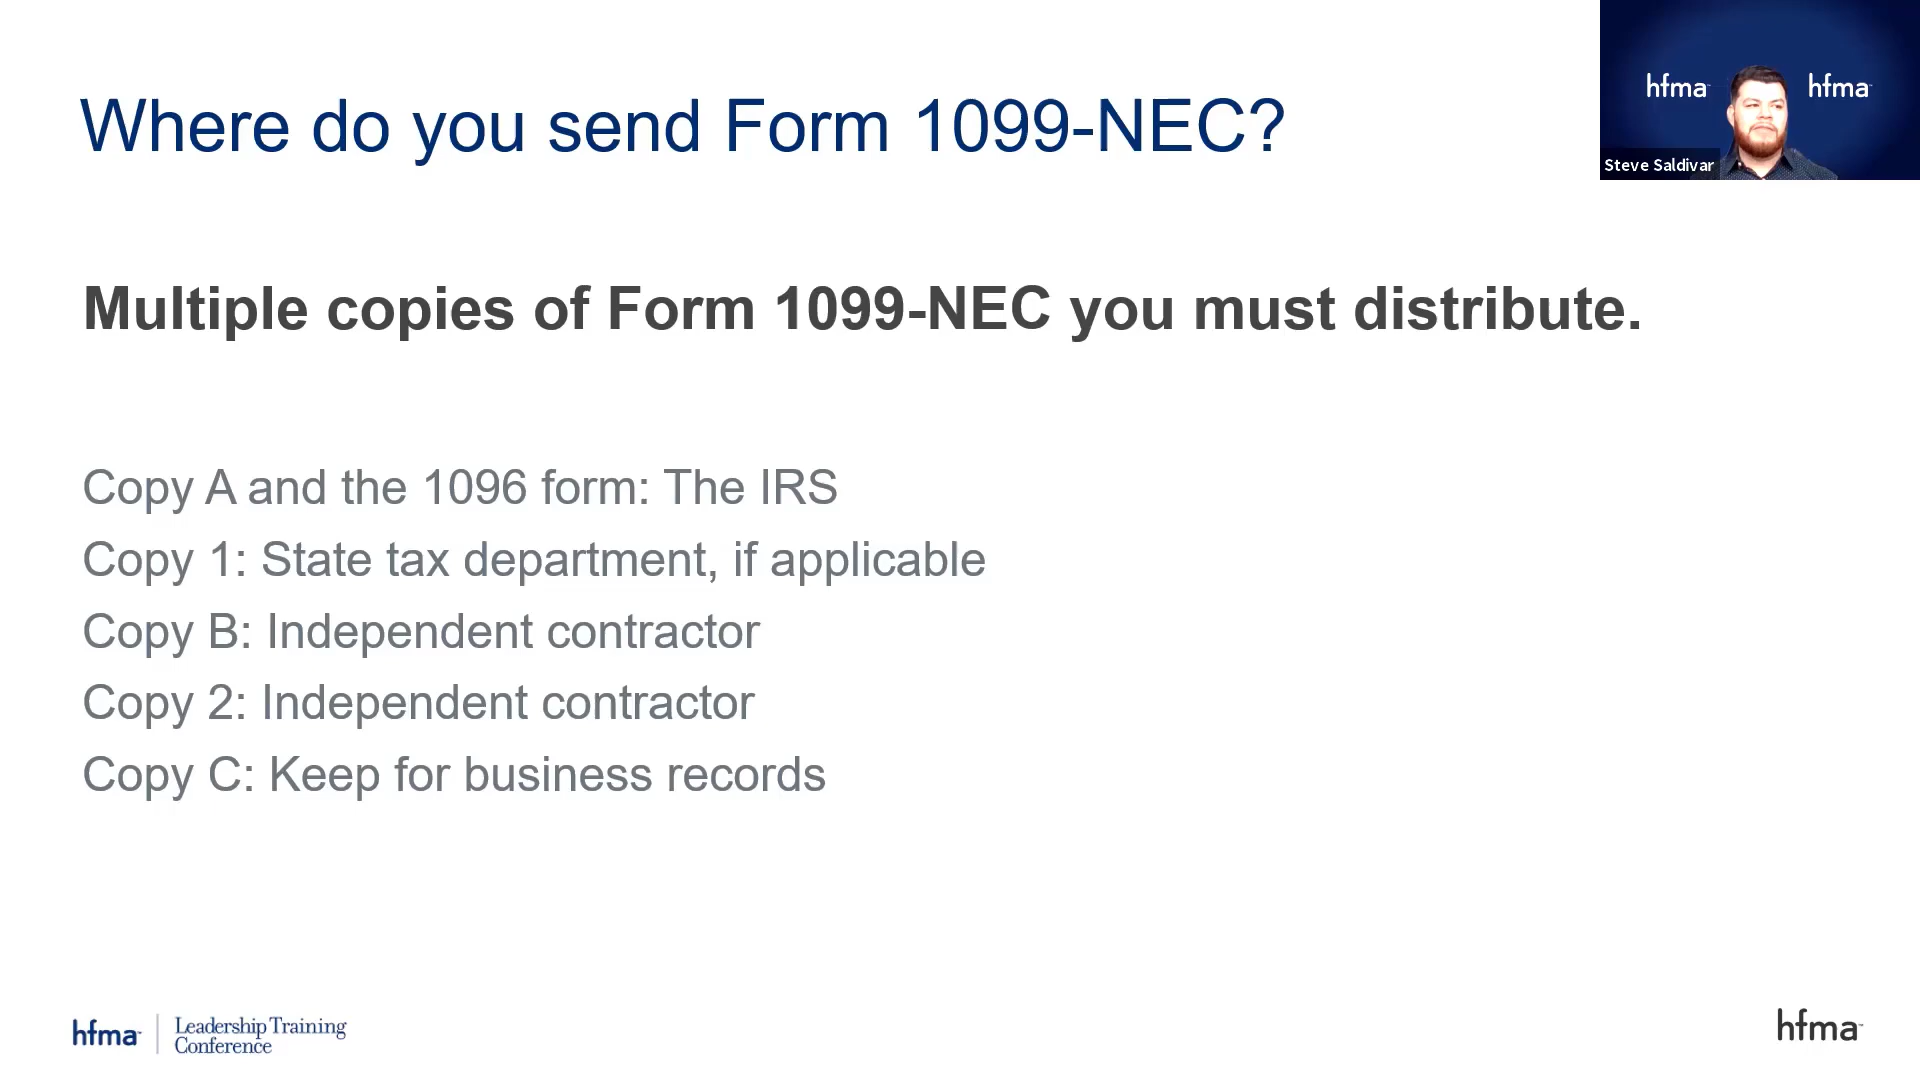 Where do you send Form 1099-NEC?
hfma hfma
Steve Saldivar
Multiple copies of Form 1099-NEC you must distribute.
Copy A and the 1096 form: The IRS
Copy 1: State tax department, if applicable
Copy B: Independent contractor
Copy 2: Independent contractor
Copy C: Keep for business records
hfma
Leadership Training
Conference
hfma